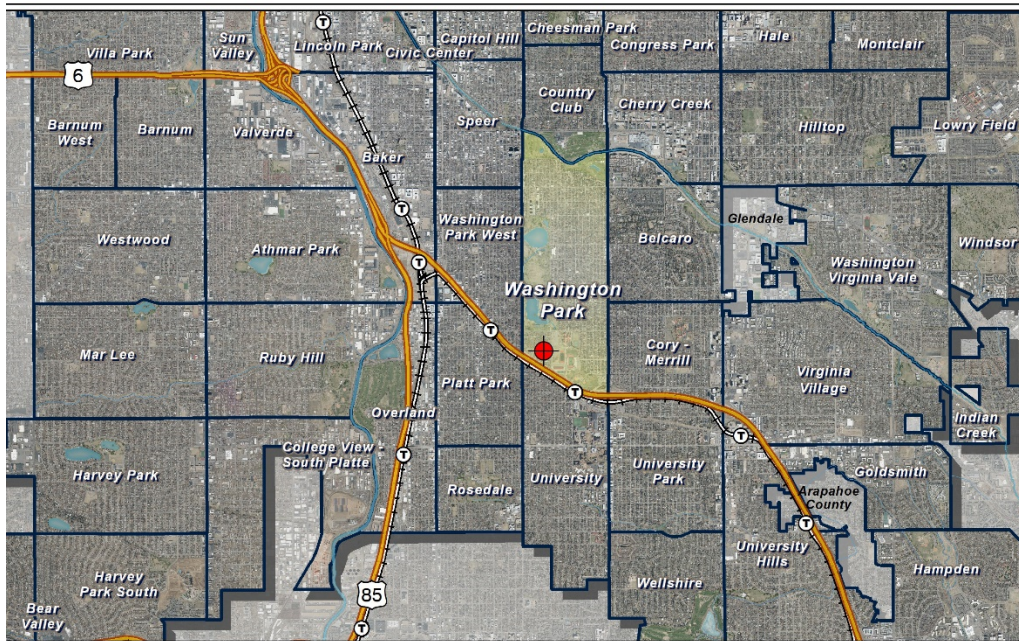 Cheesman Park
Capitol Hill
Hale
Sun
Valley
Lincoln Park
Civic Center
Congress Park
Montclair
Villa Park
6
Country
Club
Cherry Creek
Barnum
West
Barnum
Valverde
Speer
Hilltop
Lowry Field
Baker
T
T
Glendale
Washington
Park West
Westwood
Athmar Park
Belcaro
Windsor
Washington
Virginia Vale
T
Washington
Park
T
Mar Lee
Ruby Hill
Cory -
Merrill
Virginia
Village
Platt Park
T
Overland
Indian
Creek
College View -
South Platte
T
T
Harvey Park
Rosedale
University
University
Park
Goldsmith
Arapahoe
County
T
University
Hills
Harvey
Park South
Wellshire
Hampden
85
Bear
Valley
T